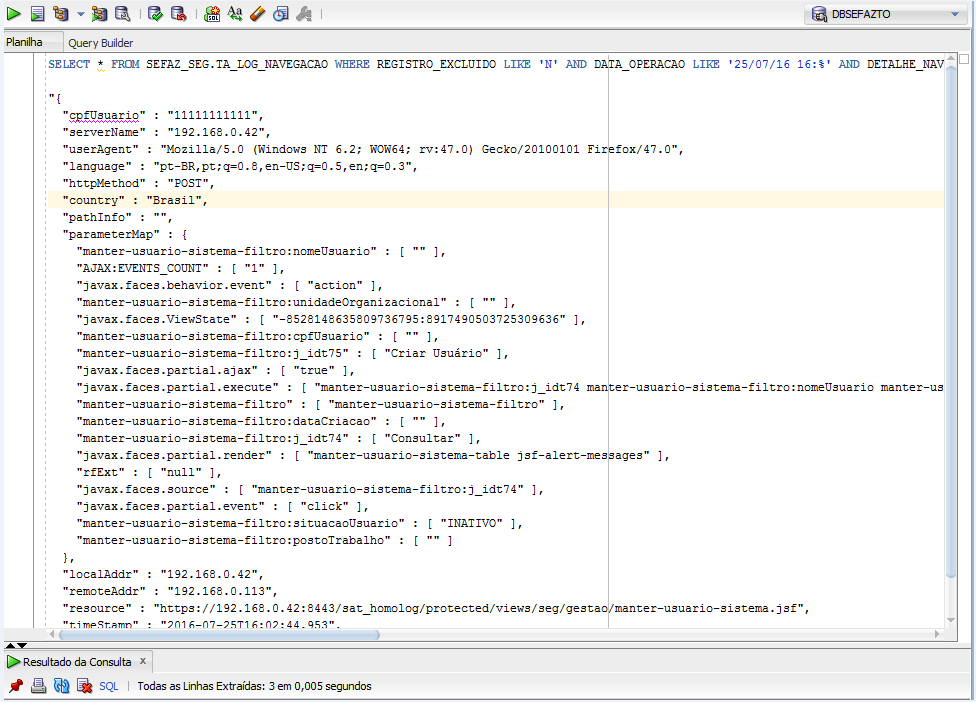 DBSEFAZTO
Planilha Query Builder
SELECT * FROM SEFAZ_SEG.TA_LOG_NAVEGACAO WHERE REGISTRO_EXCLUIDO LIKE 'N' AND DATA_OPERACAO LIKE '25/07/16 16:%' AND DETALHE_NAV
"{
"cpfUsuario" : "11111111111",
"serverName" : "192.168.0.42",
"userAgent" : "Mozilla/5.0 (Windows NT 6.2; WOW64; rv:47.0) Gecko/20100101 Firefox/47.0",
"language" : "pt-BR,pt;q=0.8,en-US;q=0.5,en;q=0.3",
"httpMethod" : "POST",
"country" : "Brasil",
"pathInfo" : "",
"parameterMap" : {
"manter-usuario-sistema-filtro:nomeUsuario" : [ "" ],
"AJAX:EVENTS_COUNT" : [ "1" ],
"javax.faces.behavior.event" : [ "action" ],
"manter-usuario-sistema-filtro:unidadeOrganizacional" : [ "" ],
"javax.faces.ViewState" : [ "-8528148635809736795:8917490503725309636" ],
"manter-usuario-sistema-filtro:cpfUsuario" : [ "" ],
"manter-usuario-sistema-filtro:j_idt75" : [ "Criar Usuário" ],
"javax.faces.partial.ajax" : [ "true" ],
"javax.faces.partial.execute" : [ "manter-usuario-sistema-filtro:j_idt74 manter-usuario-sistema-filtro:nomeUsuario manter-us
"manter-usuario-sistema-filtro" : [ "manter-usuario-sistema-filtro" ],
"manter-usuario-sistema-filtro:dataCriacao" : [ "" ],
"manter-usuario-sistema-filtro:j_idt74" : [ "Consultar" ],
"javax.faces.partial.render" : [ "manter-usuario-sistema-table jsf-alert-messages" ],
"rfExt" : [ "null" ],
"javax.faces.source" : [ "manter-usuario-sistema-filtro:j_idt74" ],
"javax.faces.partial.event" : [ "click" ],
"manter-usuario-sistema-filtro:situacaoUsuario" : [ "INATIVO" ],
"manter-usuario-sistema-filtro:postoTrabalho" : [ "" ]
},
"localAddr" : "192.168.0.42",
"remoteAddr" : "192.168.0.113",
"resource" : "https://192.168.0.42:8443/sat_homolog/protected/views/seg/gestao/manter-usuario-sistema.jsf",
"timeStamp" : "2016-07-25T16:02:44.953",
Resultado da Consulta x
SQL | Todas as Linhas Extraídas: 3 em 0,005 segundos